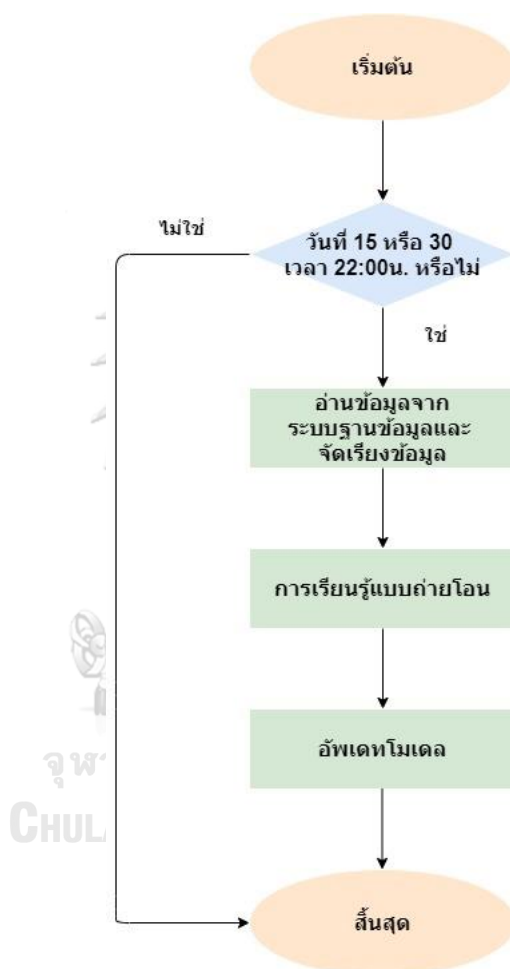 เริ่มต้น
ไม่ใช่
วันที่ 15 หรือ 30
เวลา 22:00น. หรือไม่
ใช่
อ่านข้อมูลจาก
ระบบฐานข้อมูลและ
จัดเรียงข้อมูล
การเรียนรู้แบบถ่ายโอน
อัพเดทโมเดล
สิ้นสุด